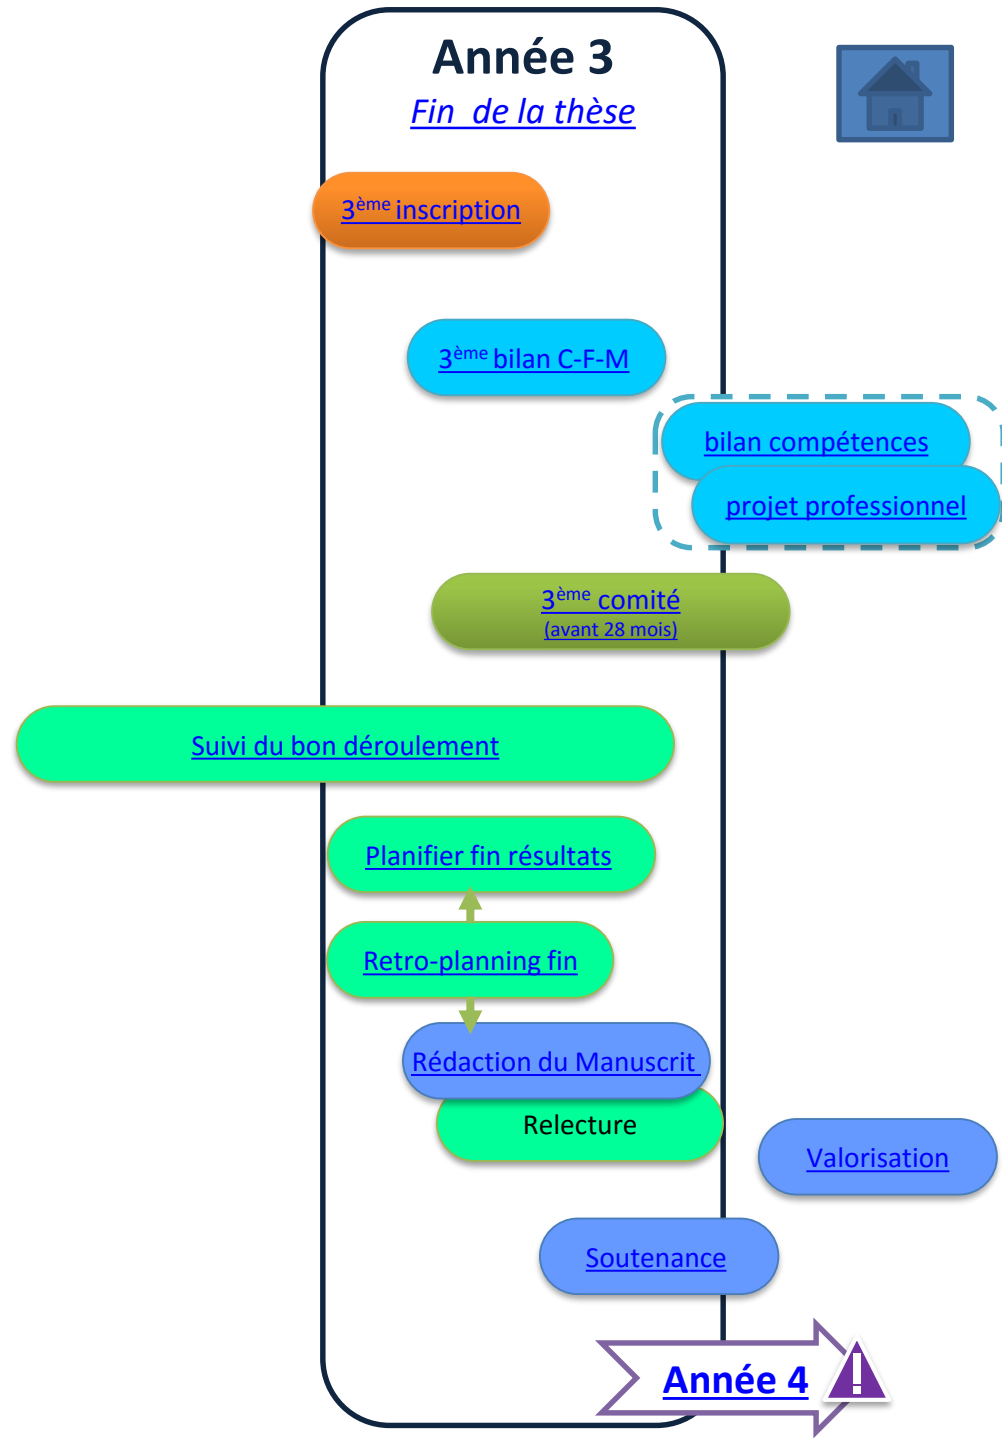 Année 3
Fin de la thèse
3ème inscription
3ème bilan C-F-M
bilan compétences
projet professionnel
3ème comité
(avant 28 mois)
Suivi du bon déroulement
Planifier fin résultats
Retro-planning fin
Rédaction du Manuscrit
Relecture
Valorisation
Soutenance
Année 4
!